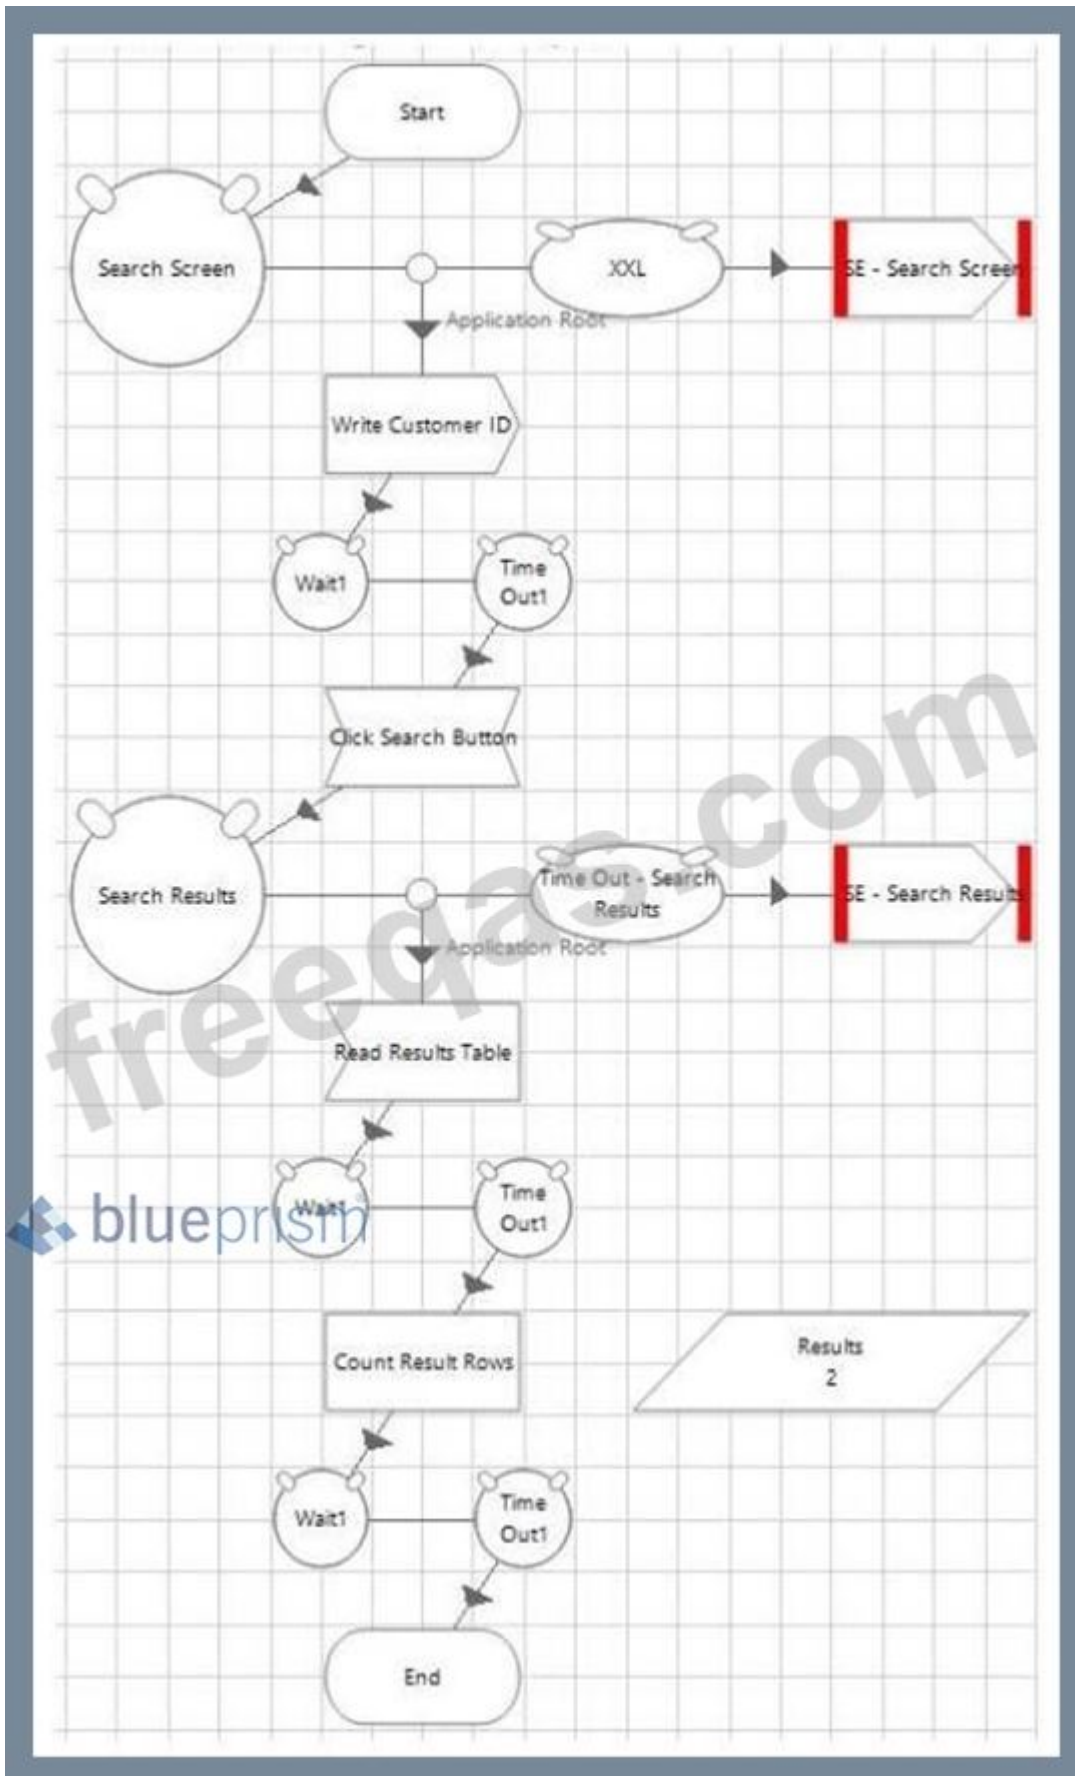 Start
Search Screen
XXL
SE - Search Screen
Application Root
Write Customer ID
Wait1
Time
Out1
Click Search Button
Search Results
Time Out - Search
Results
SE - Search Results
Application Root
freeqas.com
Read Results Table
Wait1
Time
Out1
blueprism
Count Result Rows
Results
2
Wait1
Time
Out1
End